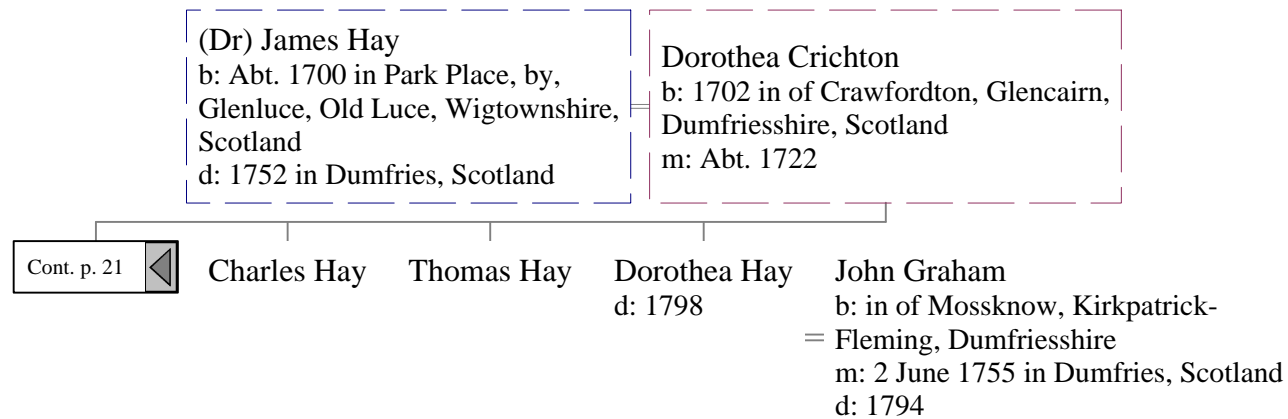 (Dr) James Hay
b: Abt. 1700 in Park Place, by,
Glenluce, Old Luce, Wigtownshire,
Scotland
d: 1752 in Dumfries, Scotland
Dorothea Crichton
b: 1702 in of Crawfordton, Glencairn,
Dumfriesshire, Scotland
m: Abt. 1722
Cont. p. 21
Charles Hay
Thomas Hay
Dorothea Hay
d: 1798
John Graham
b: in of Mossknow, Kirkpatrick-
Fleming, Dumfriesshire
m: 2 June 1755 in Dumfries, Scotland
d: 1794